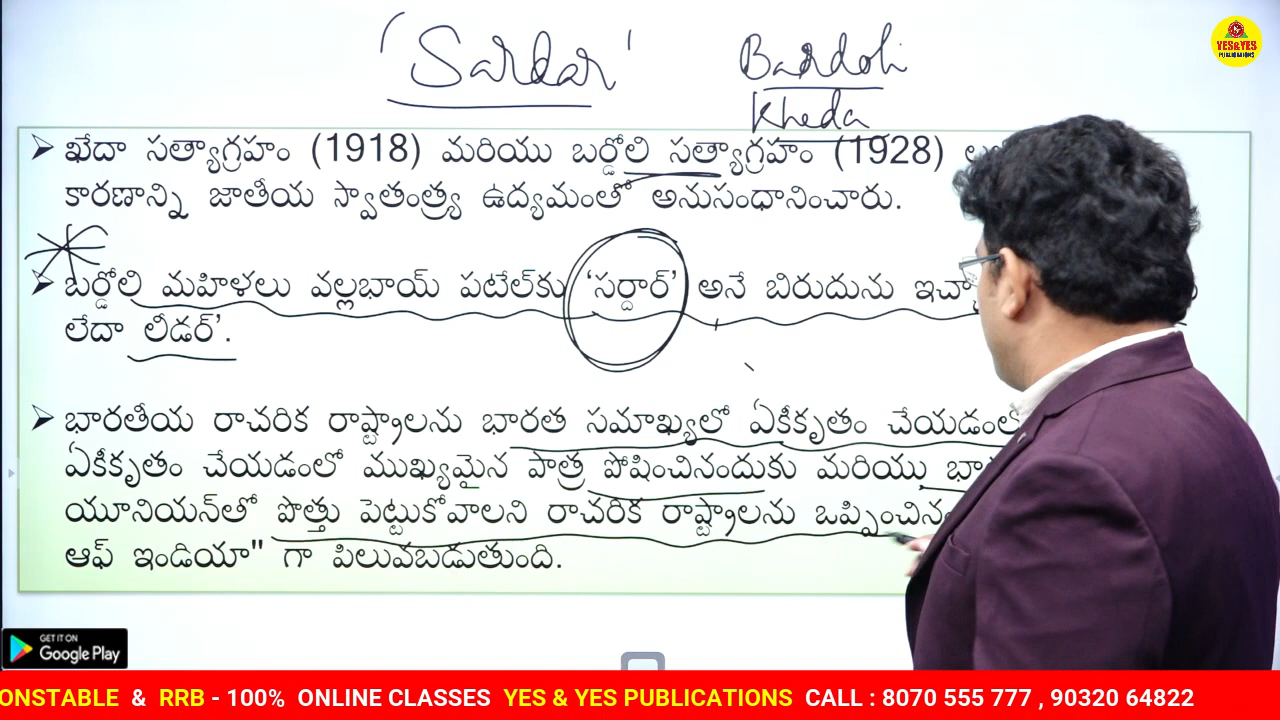 'Sardar'
Bardoli
Kheda
YES&YES
PUBLICATIONS
➢ ఖేదా సత్యాగ్రహం (1918) మరియు బర్డోలి సత్యాగ్రహం (1928)
కారణాన్ని జాతీయ స్వాతంత్ర్య ఉద్యమంతో అనుసంధానించారు.
➢ బర్డోలి మహిళలు వల్లభాయ్ పటేల్‌కు 'సర్దార్' అనే బిరుదును
లేదా లీడర్'.
➢ భారతీయ రాచరిక రాష్ట్రాలను భారత సమాఖ్యలో ఏకీకృతం చేయడంలో
ఏకీకృతం చేయడంలో ముఖ్యమైన పాత్ర పోషించినందుకు మరియు
యూనియన్‌తో పొత్తు పెట్టుకోవాలని రాచరిక రాష్ట్రాలను
ఆఫ్ ఇండియా" గా పిలువబడుతుంది.
GET IT ON
Google Play
ONSTABLE & RRB - 100% ONLINE CLASSES YES & YES PUBLICATIONS CALL : 8070 555 777 , 90320 64822